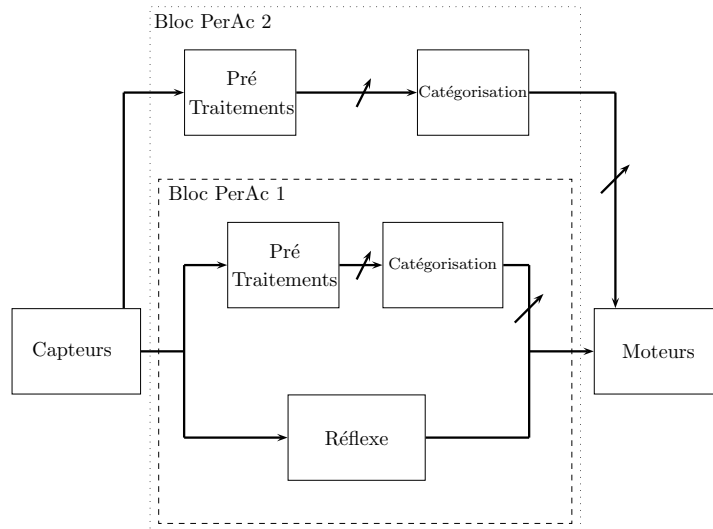 Bloc PerAc 2
Pré
Traitements
Catégorisation
Bloc PerAc 1
Pré
Traitements
Catégorisation
Capteurs
Moteurs
Réflexe